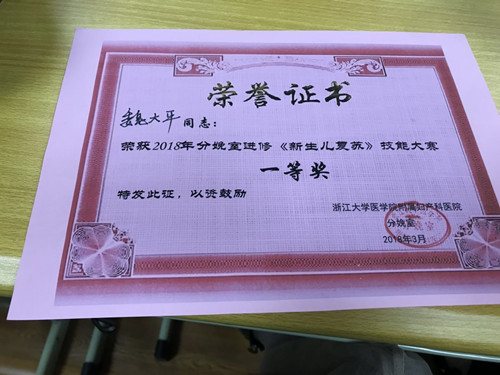 荣誉证书
魏大平同志：
荣获2018年分娩室进修《新生儿复苏》技能大赛
一等奖
特发此证，以资鼓励
浙江大学医学院附属妇产科医院
分娩室
2018年3月